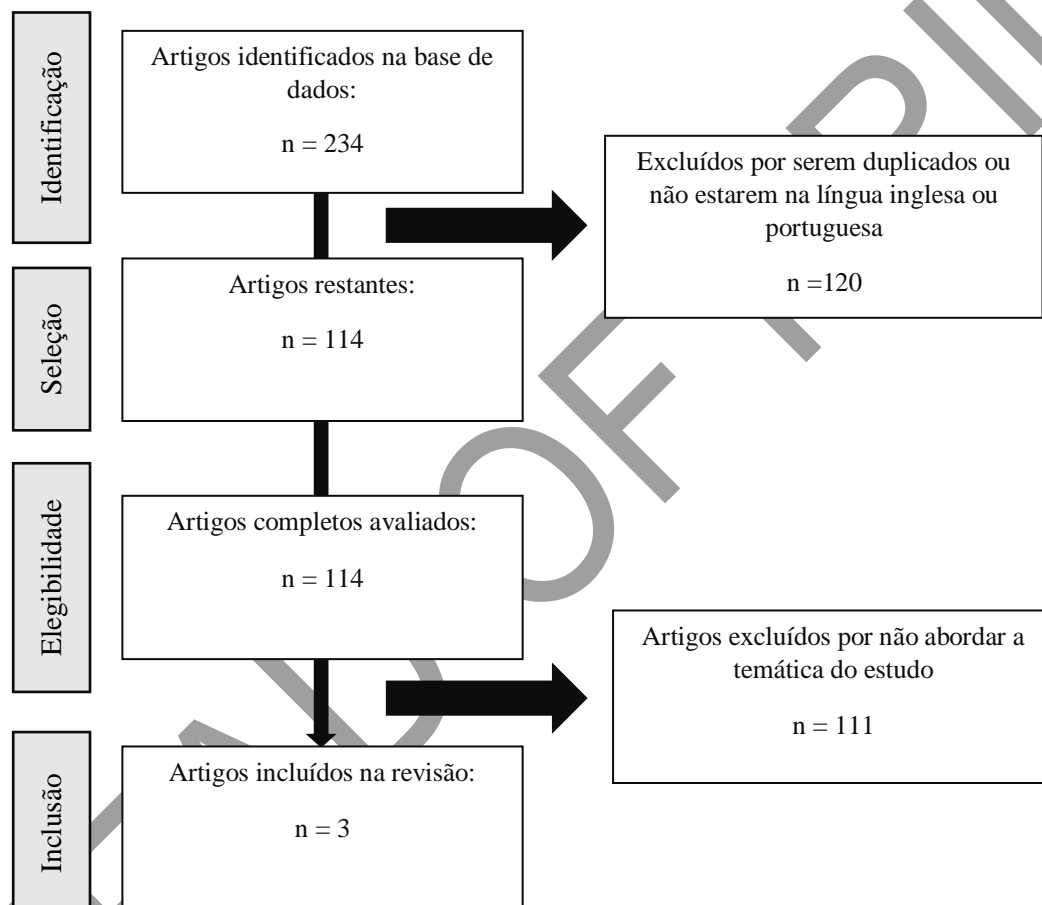 Identificação
Artigos identificados na base de
dados:
n = 234
Excluídos por serem duplicados ou
não estarem na língua inglesa ou
portuguesa
n =120
Seleção
Artigos restantes:
n = 114
Elegibilidade
Artigos completos avaliados:
n = 114
Artigos excluídos por não abordar a
temática do estudo
n = 111
Inclusão
Artigos incluídos na revisão:
n = 3
OF